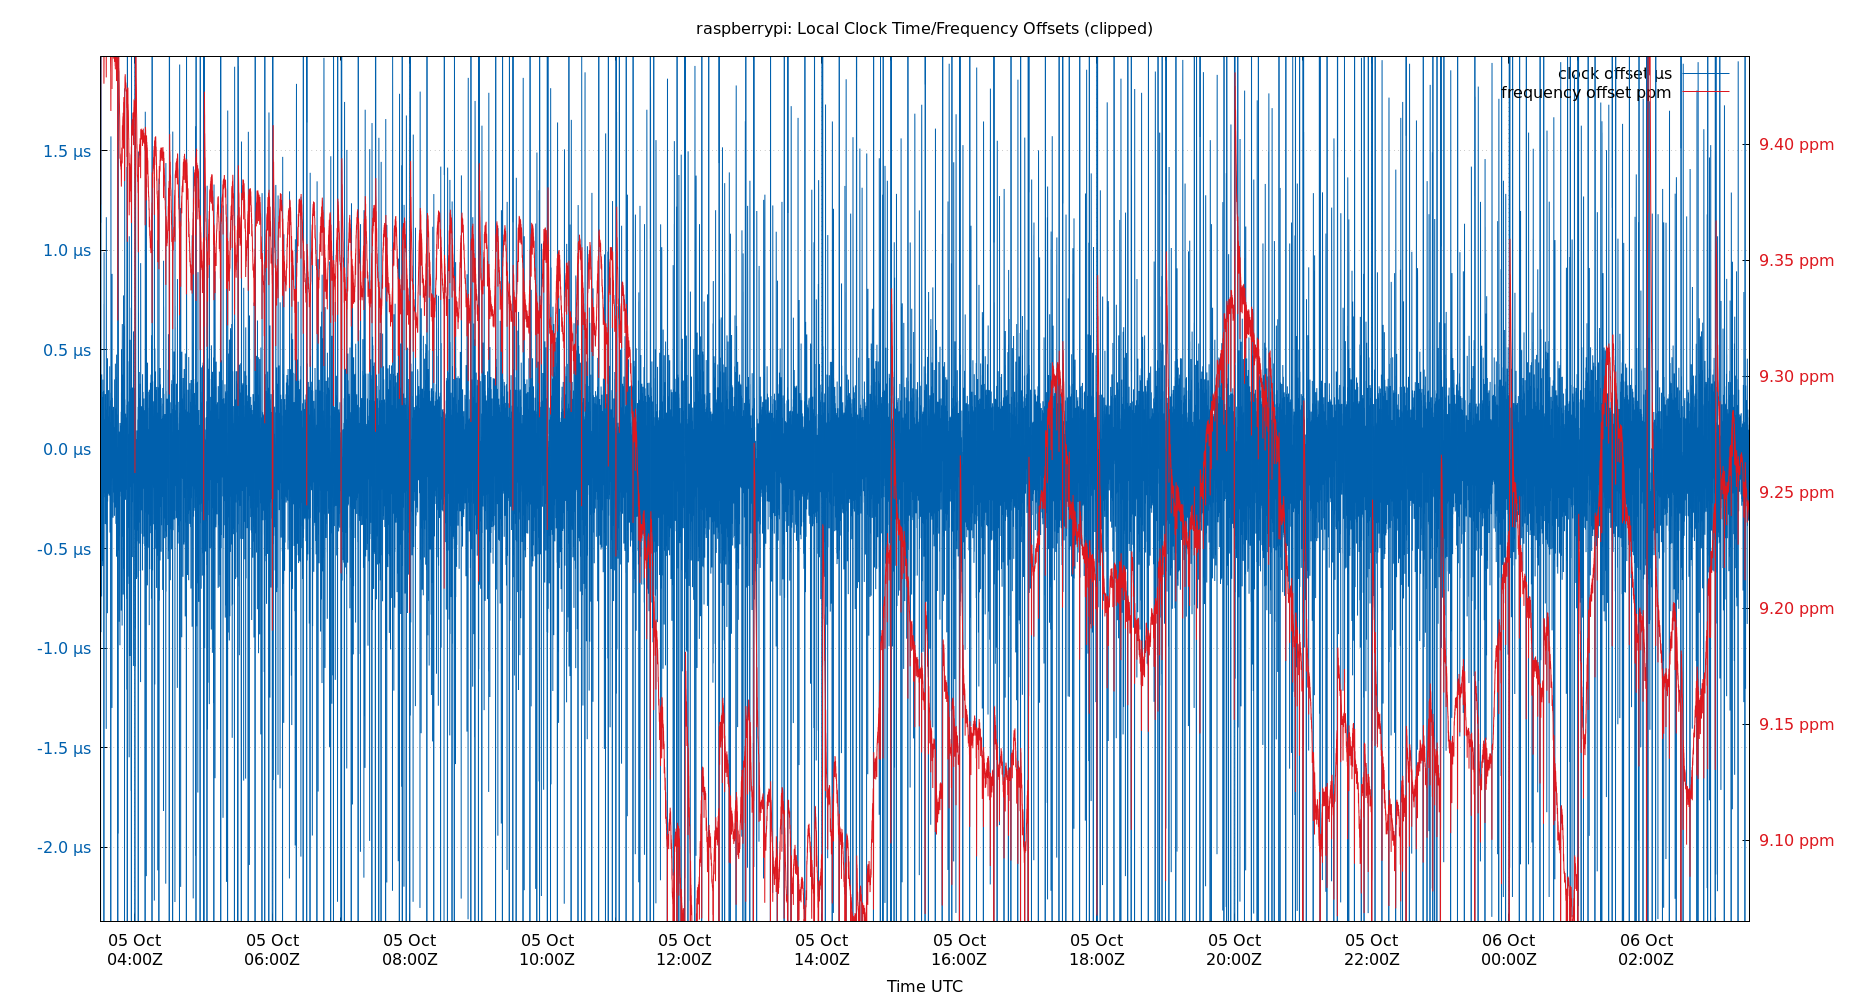 raspberrypi: Local Clock Time/Frequency Offsets (clipped)
clock offset µs
frequency offset ppm
1.5 µs
1.0 µs
0.5 µs
0.0 µs
-0.5 µs
-1.0 µs
-1.5 µs
-2.0 µs
9.40 ppm
9.35 ppm
9.30 ppm
9.25 ppm
9.20 ppm
9.15 ppm
9.10 ppm
05 Oct 05 Oct 05 Oct 05 Oct 05 Oct 05 Oct 05 Oct 05 Oct 05 Oct 05 Oct 06 Oct 06 Oct
04:00Z 06:00Z 08:00Z 10:00Z 12:00Z 14:00Z 16:00Z 18:00Z 20:00Z 22:00Z 00:00Z 02:00Z
Time UTC